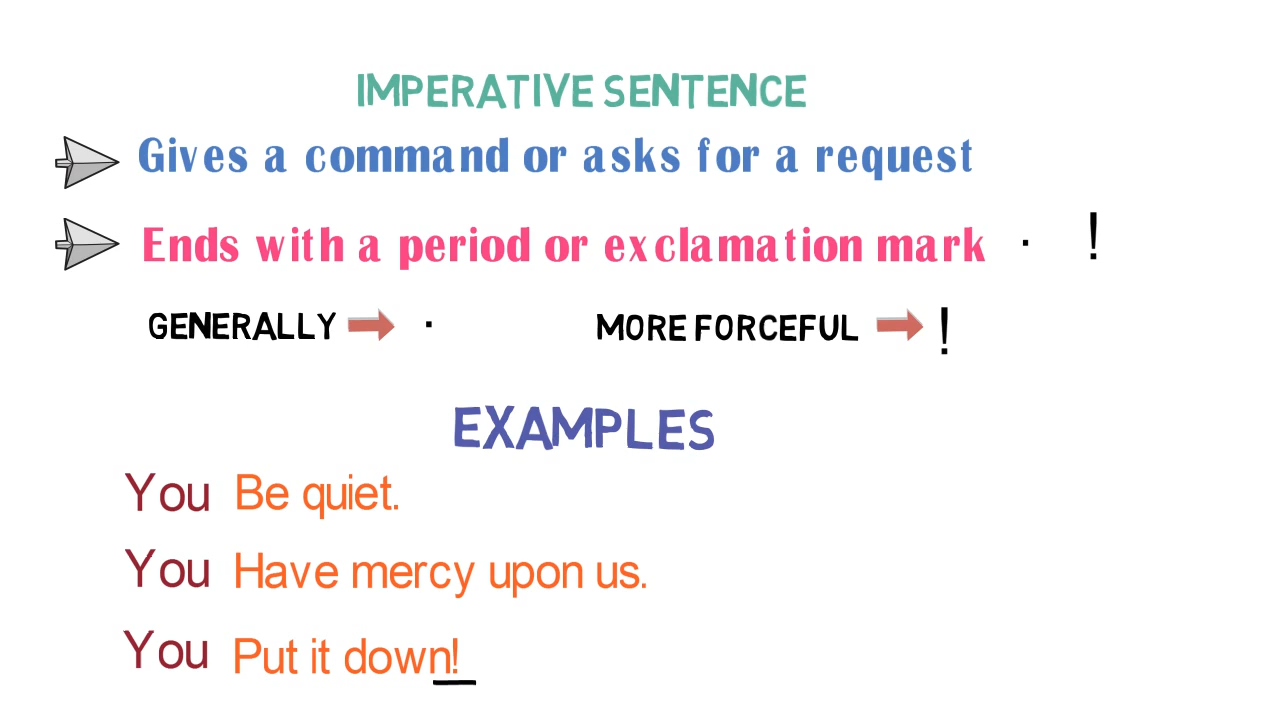 IMPERATIVE SENTENCE
Gives a command or asks for a request
Ends with a period or exclamation mark . !
GENERALLY . MORE FORCEFUL !
EXAMPLES
You Be quiet.
You Have mercy upon us.
You Put it down!